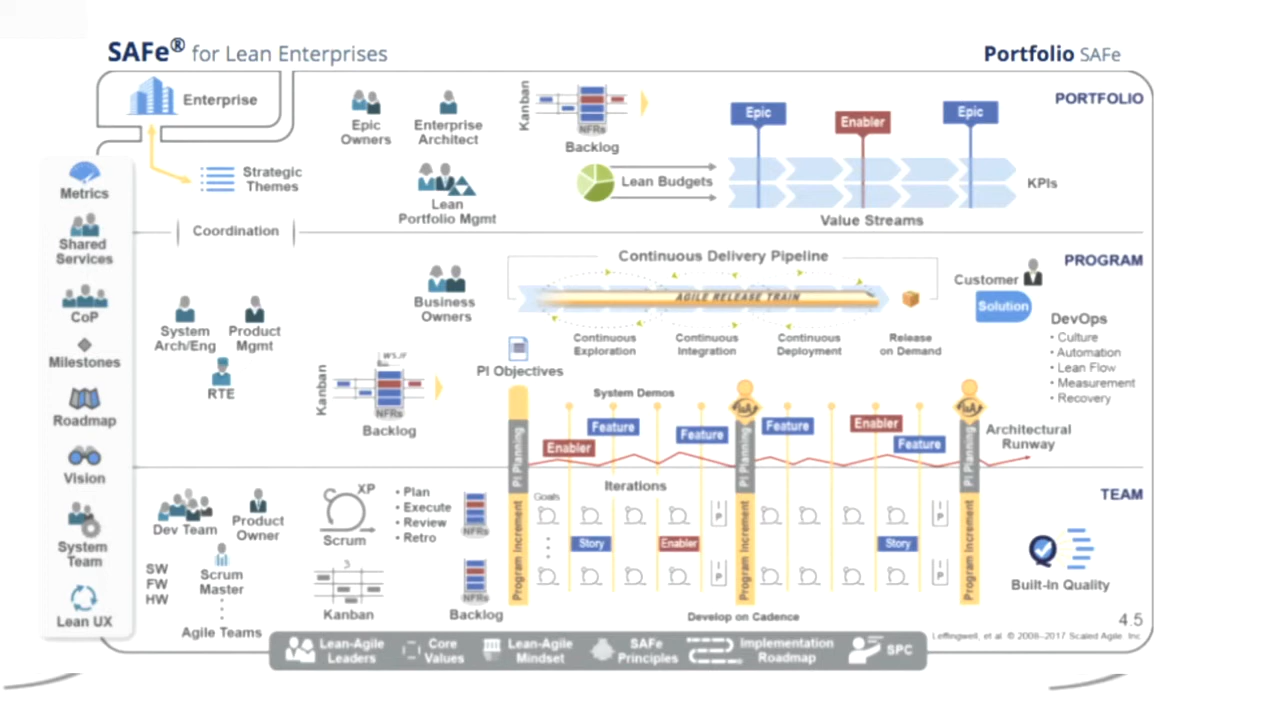 SAFe® for Lean Enterprises
Portfolio SAFe
Enterprise
Strategic
Themes
Coordination
Epic
Owners
Enterprise
Architect
Lean
Portfolio Mgmt
Kanban
NFRs
Backlog
Lean Budgets
Epic
Enabler
Epic
Value Streams
KPIs
PORTFOLIO
Metrics
Shared
Services
CoP
Milestones
Roadmap
Vision
System
Team
Lean UX
PROGRAM
Continuous Delivery Pipeline
AGILE RELEASE TRAIN
Continuous
Exploration
Continuous
Integration
Continuous
Deployment
Release
on Demand
Customer
Solution
DevOps
• Culture
• Automation
• Lean Flow
• Measurement
• Recovery
Business
Owners
System
Arch/Eng
Product
Mgmt
RTE
Kanban
WSJF
NFRs
Backlog
PI Objectives
System Demos
Enabler
Feature
Feature
Feature
Enabler
Feature
Architectural
Runway
PI Planning
PI Planning
PI Planning
TEAM
Dev Team
Product
Owner
Scrum
Master
SW
FW
HW
Agile Teams
XP
Scrum
• Plan
• Execute
• Review
• Retro
3
Kanban
NFRs
NFRs
Backlog
Iterations
Goals
Program Increment
Program Increment
Program Increment
I P
I P
I P
I P
Story
Enabler
Story
Develop on Cadence
Built-In Quality
4.5
Leffingwell, et al. © 2008–2017 Scaled Agile, Inc.
Lean-Agile
Leaders
Core
Values
Lean-Agile
Mindset
SAFe
Principles
Implementation
Roadmap
SPC